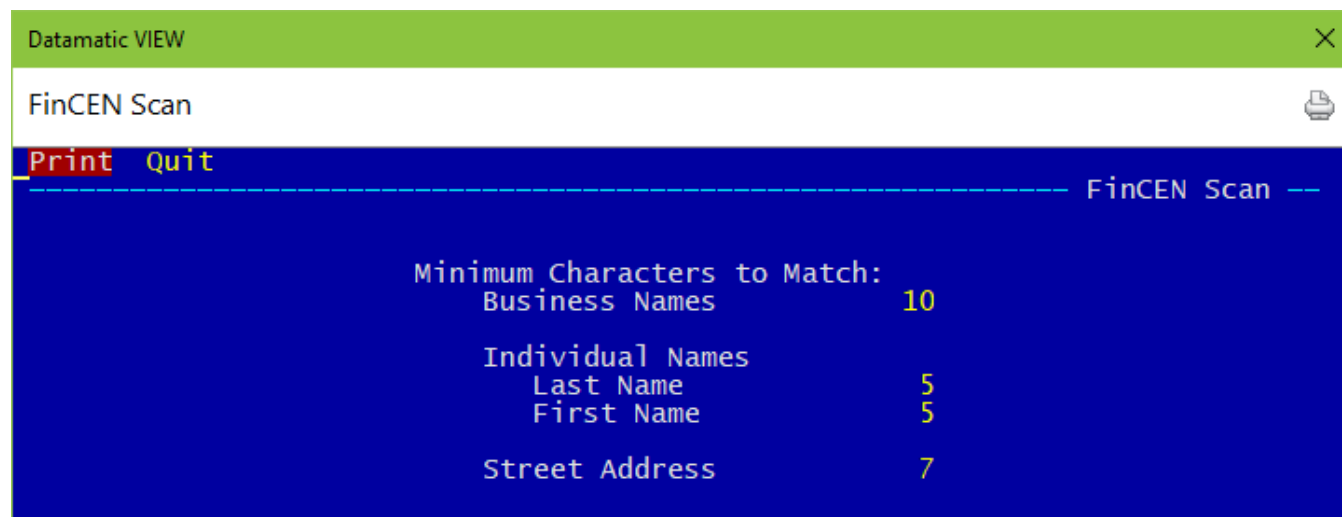 Datamatic VIEW
FinCEN Scan
Print Quit
FinCEN Scan
Minimum Characters to Match:
Business Names 10
Individual Names
Last Name 5
First Name 5
Street Address 7